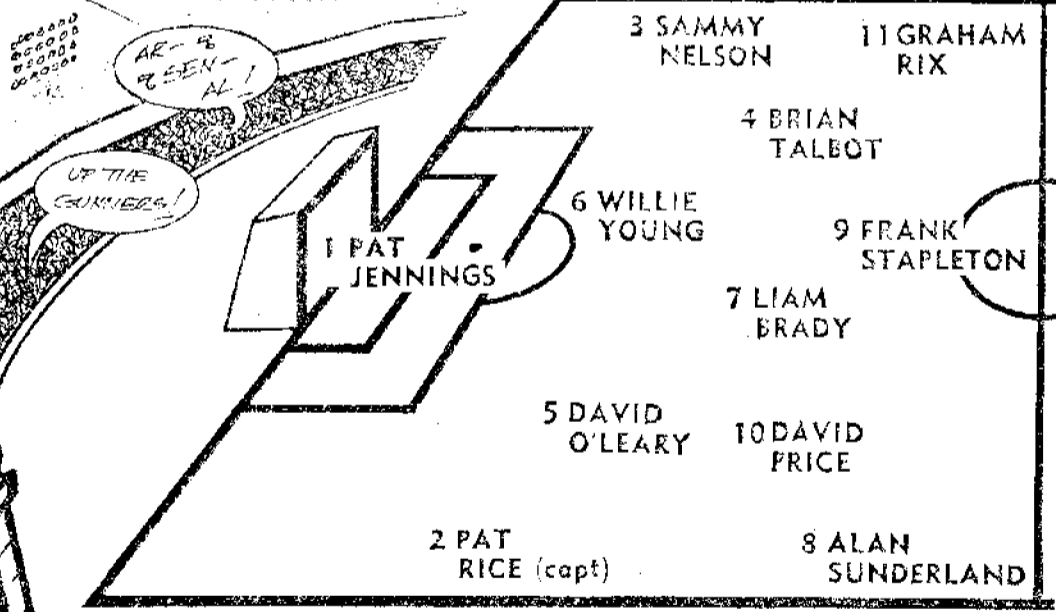 AR-
SEN-
AL!
UP THE
GUNNERS!
3 SAMMY
NELSON
11 GRAHAM
RIX
4 BRIAN
TALBOT
6 WILLIE
YOUNG
1 PAT
JENNINGS
9 FRANK
STAPLETON
7 LIAM
BRADY
5 DAVID
O'LEARY
10 DAVID
PRICE
2 PAT
RICE (capt)
8 ALAN
SUNDERLAND